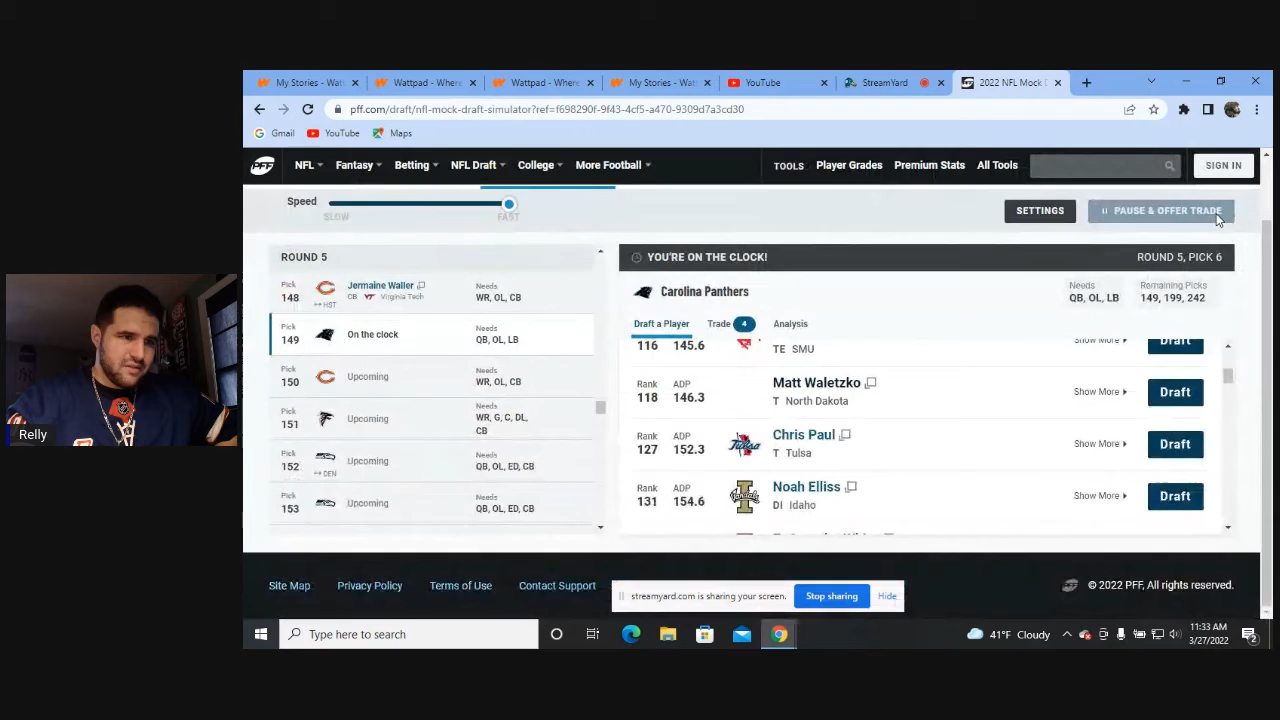 My Stories - Wat
Wattpad - Where
Wattpad - Where
My Stories - Wat
YouTube
StreamYard
2022 NFL Mock D
pff.com/draft/nfl-mock-draft-simulator?ref=f698290f-9f43-4cf5-a470-9309d7a3cd30
Gmail YouTube Maps
PFF NFL Fantasy Betting NFL Draft College More Football TOOLS Player Grades Premium Stats All Tools SIGN IN
Speed
SLOW FAST
SETTINGS PAUSE & OFFER TRADE
ROUND 5
Pick 148 Jermaine Waller Needs
CB Virginia Tech WR, OL, CB
HST
Pick 149 On the clock Needs
QB, OL, LB
Pick 150 Upcoming Needs
WR, OL, CB
Pick 151 Upcoming Needs
WR, G, C, DL,
CB
Pick 152 Upcoming Needs
QB, OL, ED, CB
DEN
Pick 153 Upcoming Needs
QB, OL, ED, CB
YOU'RE ON THE CLOCK! ROUND 5, PICK 6
Carolina Panthers
Needs
QB, OL, LB
Remaining Picks
149, 199, 242
Draft a Player Trade 4 Analysis
116 145.6 TE SMU Show More Draft
Rank 118 ADP 146.3 Matt Waletzko Show More Draft
T North Dakota
Rank 127 ADP 152.3 Chris Paul Show More Draft
T Tulsa
Rank 131 ADP 154.6 Noah Elliss Show More Draft
DI Idaho
Site Map Privacy Policy Terms of Use Contact Support
© 2022 PFF, All rights reserved.
streamyard.com is sharing your screen. Stop sharing Hide
Type here to search
41°F Cloudy
11:33 AM
3/27/2022
2
Relly